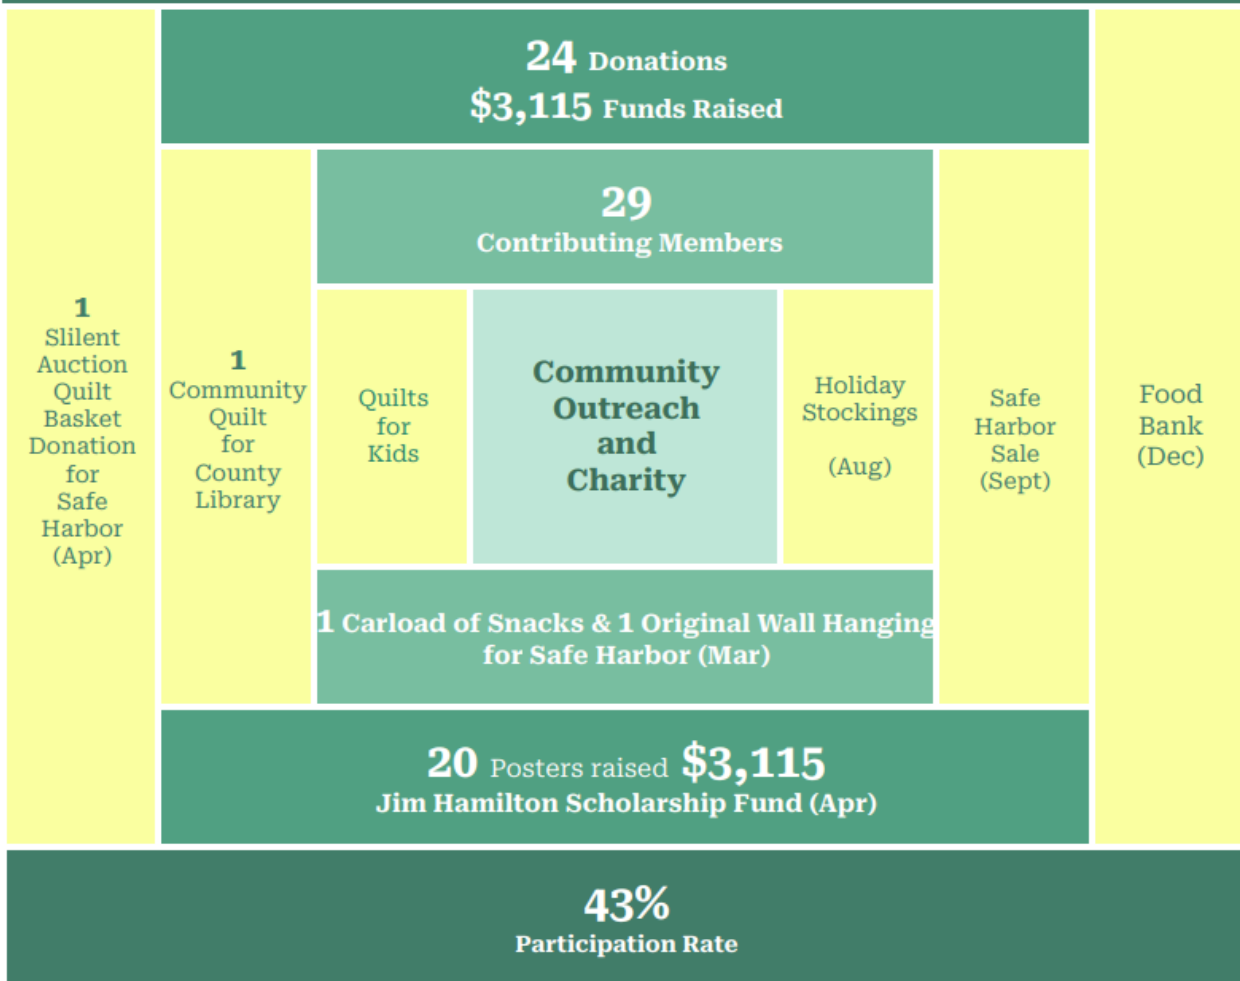 24 Donations
$3,115 Funds Raised
29
Contributing Members
1
Slilent
Auction
Quilt
Basket
Donation
for
Safe
Harbor
(Apr)
1
Community
Quilt
for
County
Library
Quilts
for
Kids
Community
Outreach
and
Charity
Holiday
Stockings
(Aug)
Safe
Harbor
Sale
(Sept)
Food
Bank
(Dec)
1 Carload of Snacks & 1 Original Wall Hanging
for Safe Harbor (Mar)
20 Posters raised $3,115
Jim Hamilton Scholarship Fund (Apr)
43%
Participation Rate